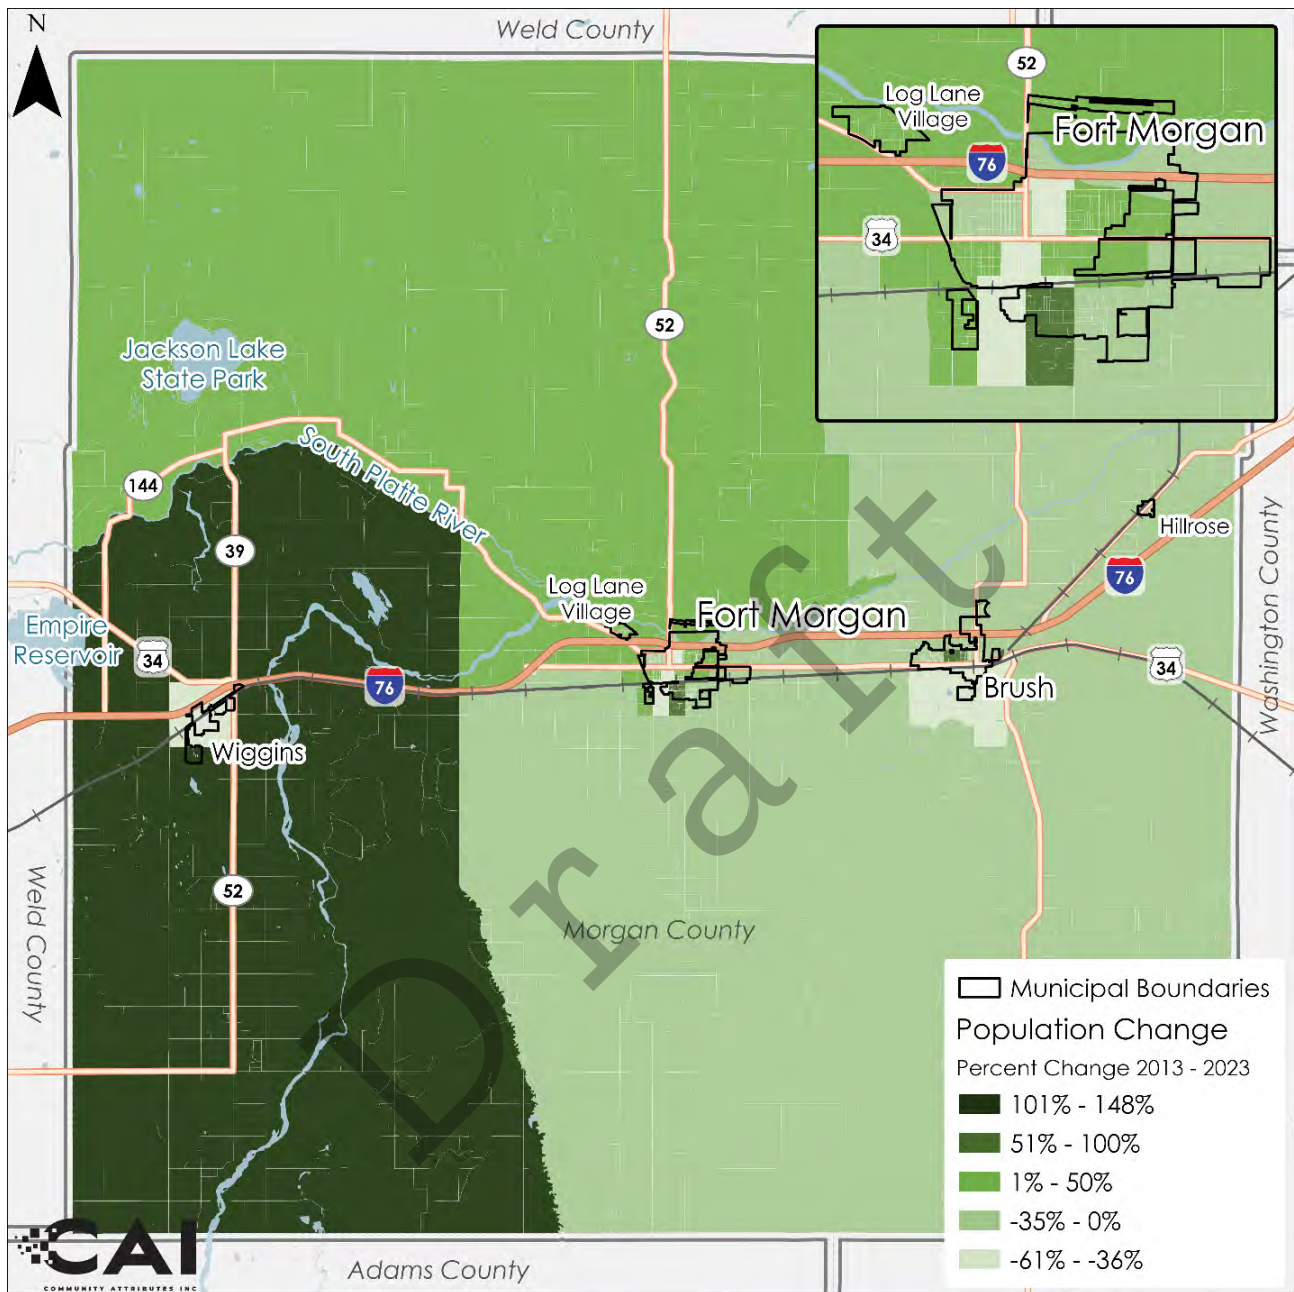 N
Weld County
52
Log Lane
Village
Fort Morgan
76
34
52
Jackson Lake
State Park
South Platte River
144
39
Hillrose
76
Washington County
Log Lane
Village
Fort Morgan
Empire
Reservoir
34
76
34
Brush
Wiggins
Weld County
52
Morgan County
Draft
Municipal Boundaries
Population Change
Percent Change 2013 - 2023
101% - 148%
51% - 100%
1% - 50%
-35% - 0%
-61% - -36%
CAI
COMMUNITY ATTRIBUTES INC
Adams County